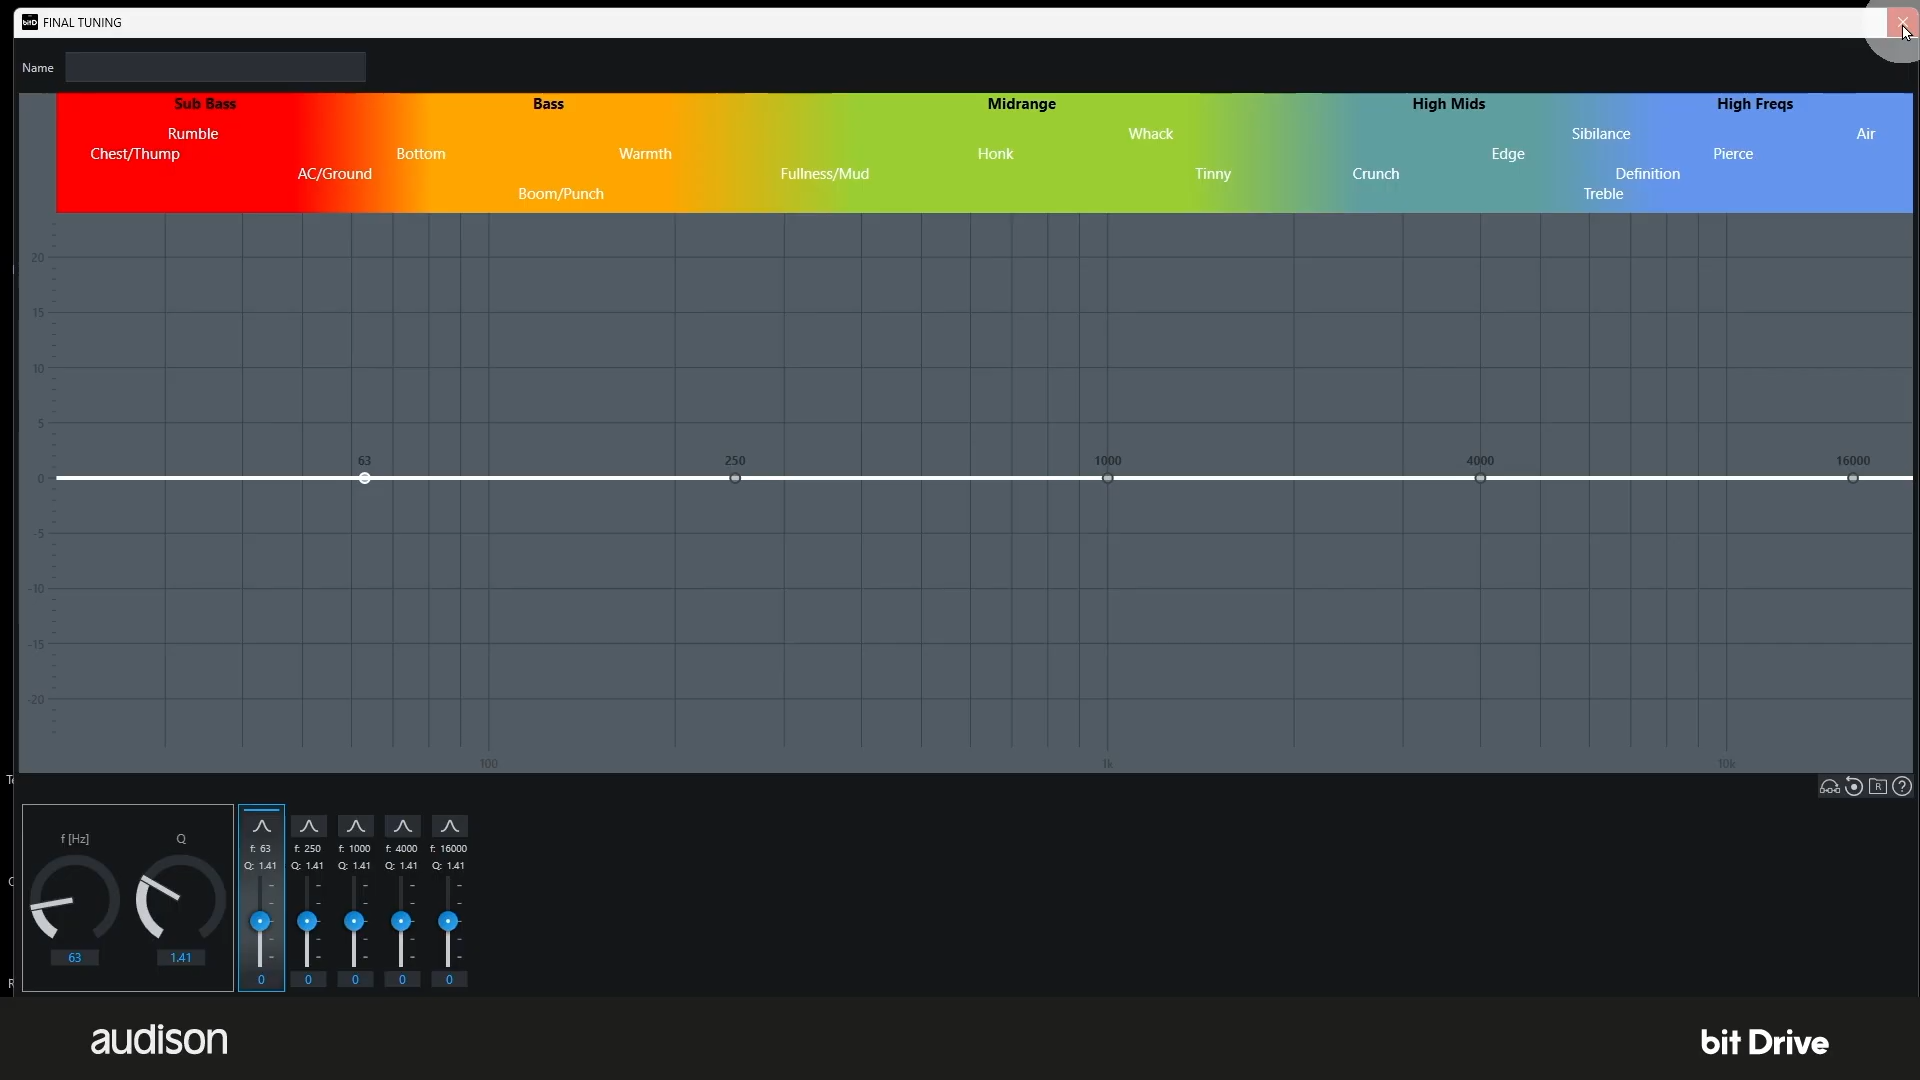 bitD FINAL TUNING
Name
Sub Bass Bass Midrange High Mids High Freqs
Rumble Whack Sibilance Air
Chest/Thump Bottom Warmth Honk Edge Pierce
AC/Ground Fullness/Mud Tinny Crunch Definition
Boom/Punch Treble
20
15
10
5
63 250 1000 4000 16000
0
-5
-10
-15
-20
100 1k 10k
R ?
f [Hz] Q
f: 63 f: 250 f: 1000 f: 4000 f: 16000
Q: 1.41 Q: 1.41 Q: 1.41 Q: 1.41 Q: 1.41
63 1.41
0 0 0 0 0
audison bit Drive